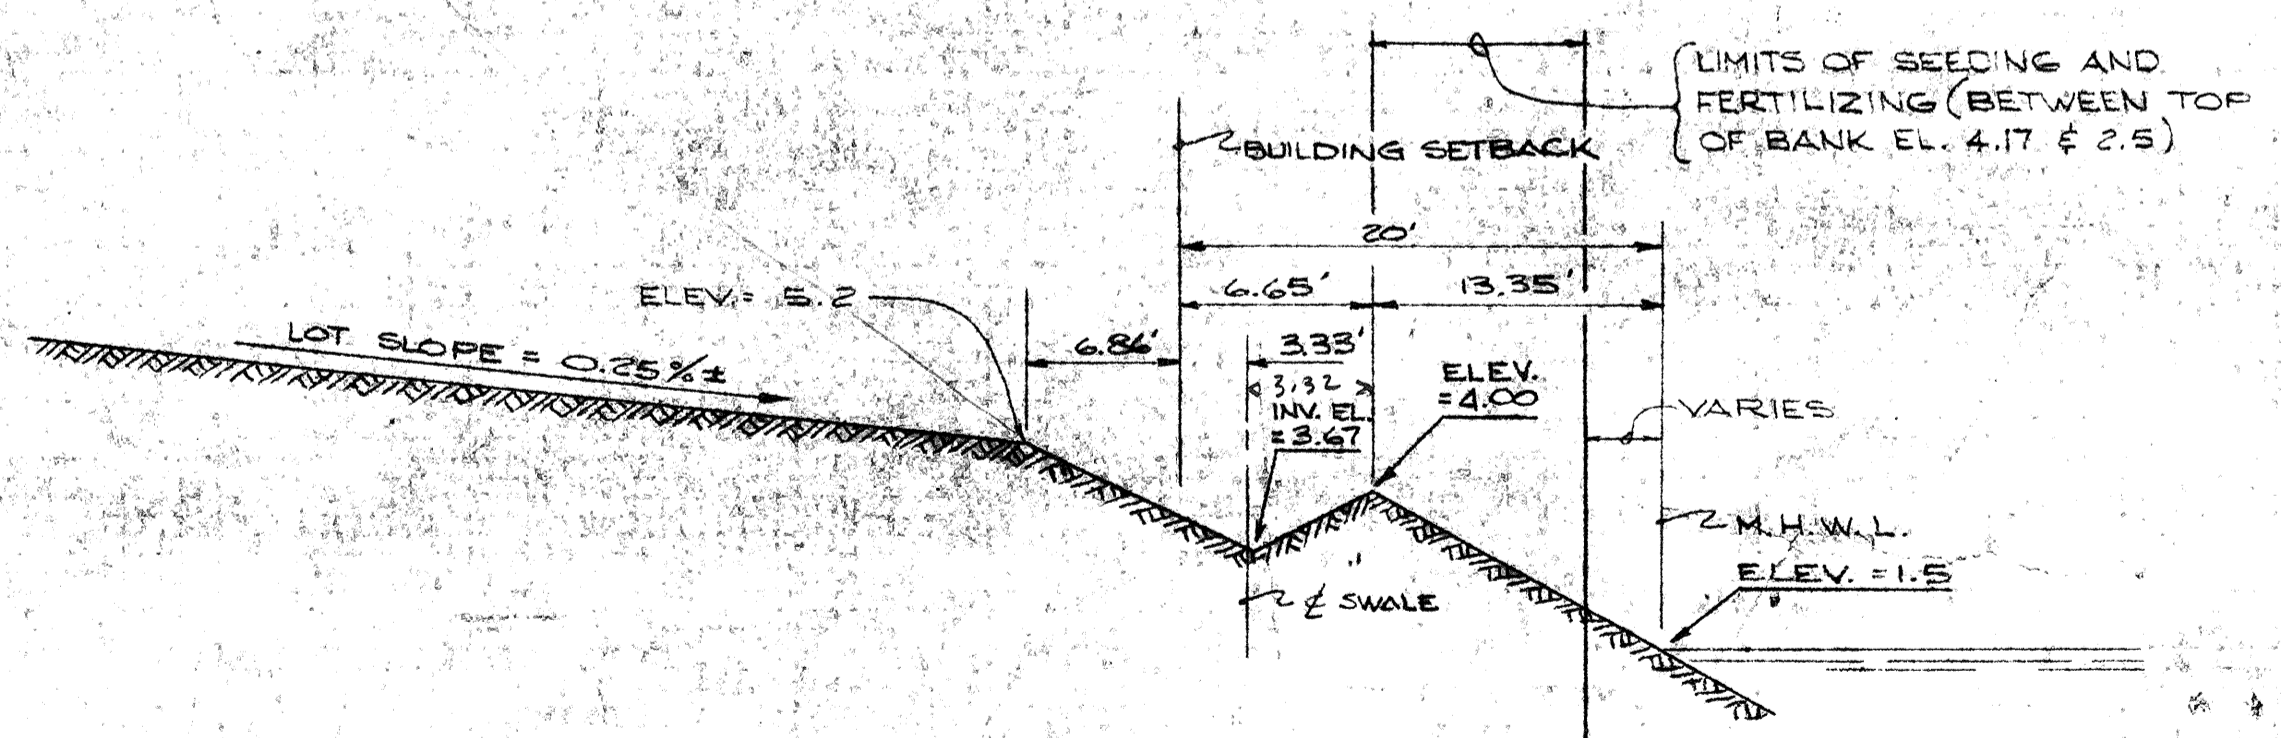 LIMITS OF SEEDING AND
FERTILIZING (BETWEEN TOP
OF BANK EL. 4.17 & 2.5)
BUILDING SETBACK
20'
6.65'
13.35'
ELEV. = 5.2
LOT SLOPE = 0.25% ±
6.86'
3.33'
3.32
INV. EL.
= 3.67
ELEV.
= 4.00
VARIES
M.H.W.L.
ELEV. = 1.5
℄ SWALE